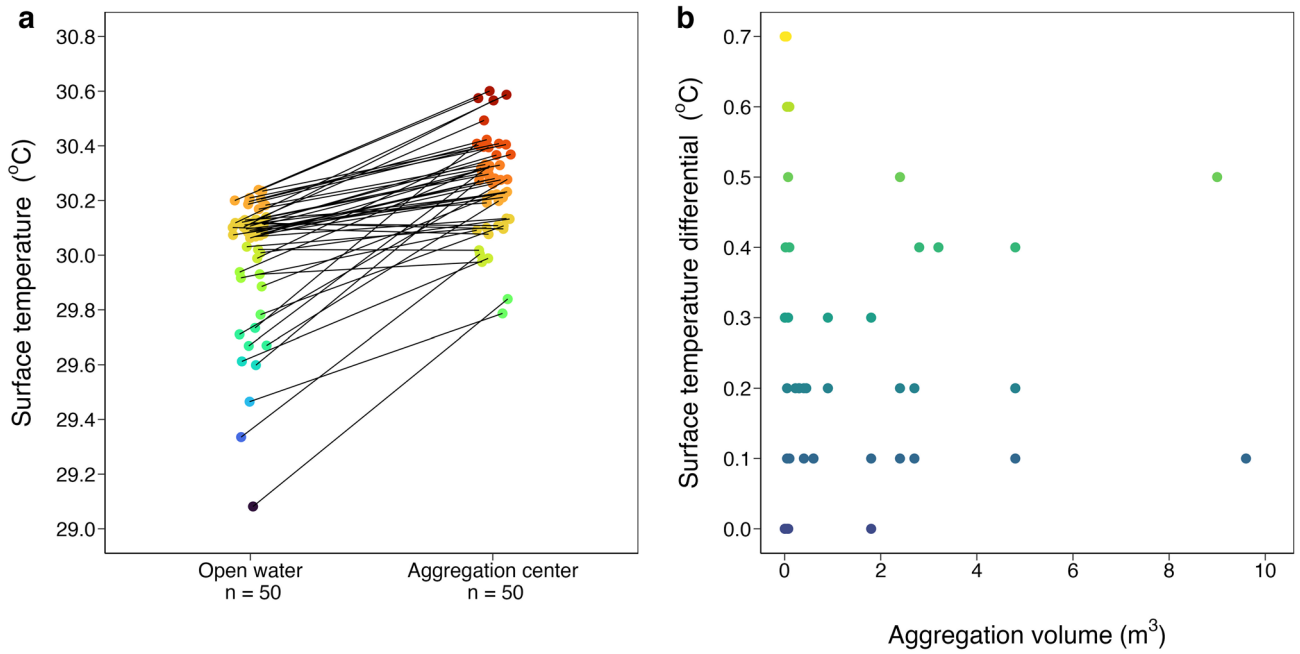 a
Surface temperature (°C)
30.8
30.6
30.4
30.2
30.0
29.8
29.6
29.4
29.2
29.0
Open water
n = 50
Aggregation center
n = 50
b
Surface temperature differential (°C)
0.7
0.6
0.5
0.4
0.3
0.2
0.1
0.0
0 2 4 6 8 10
Aggregation volume (m³)